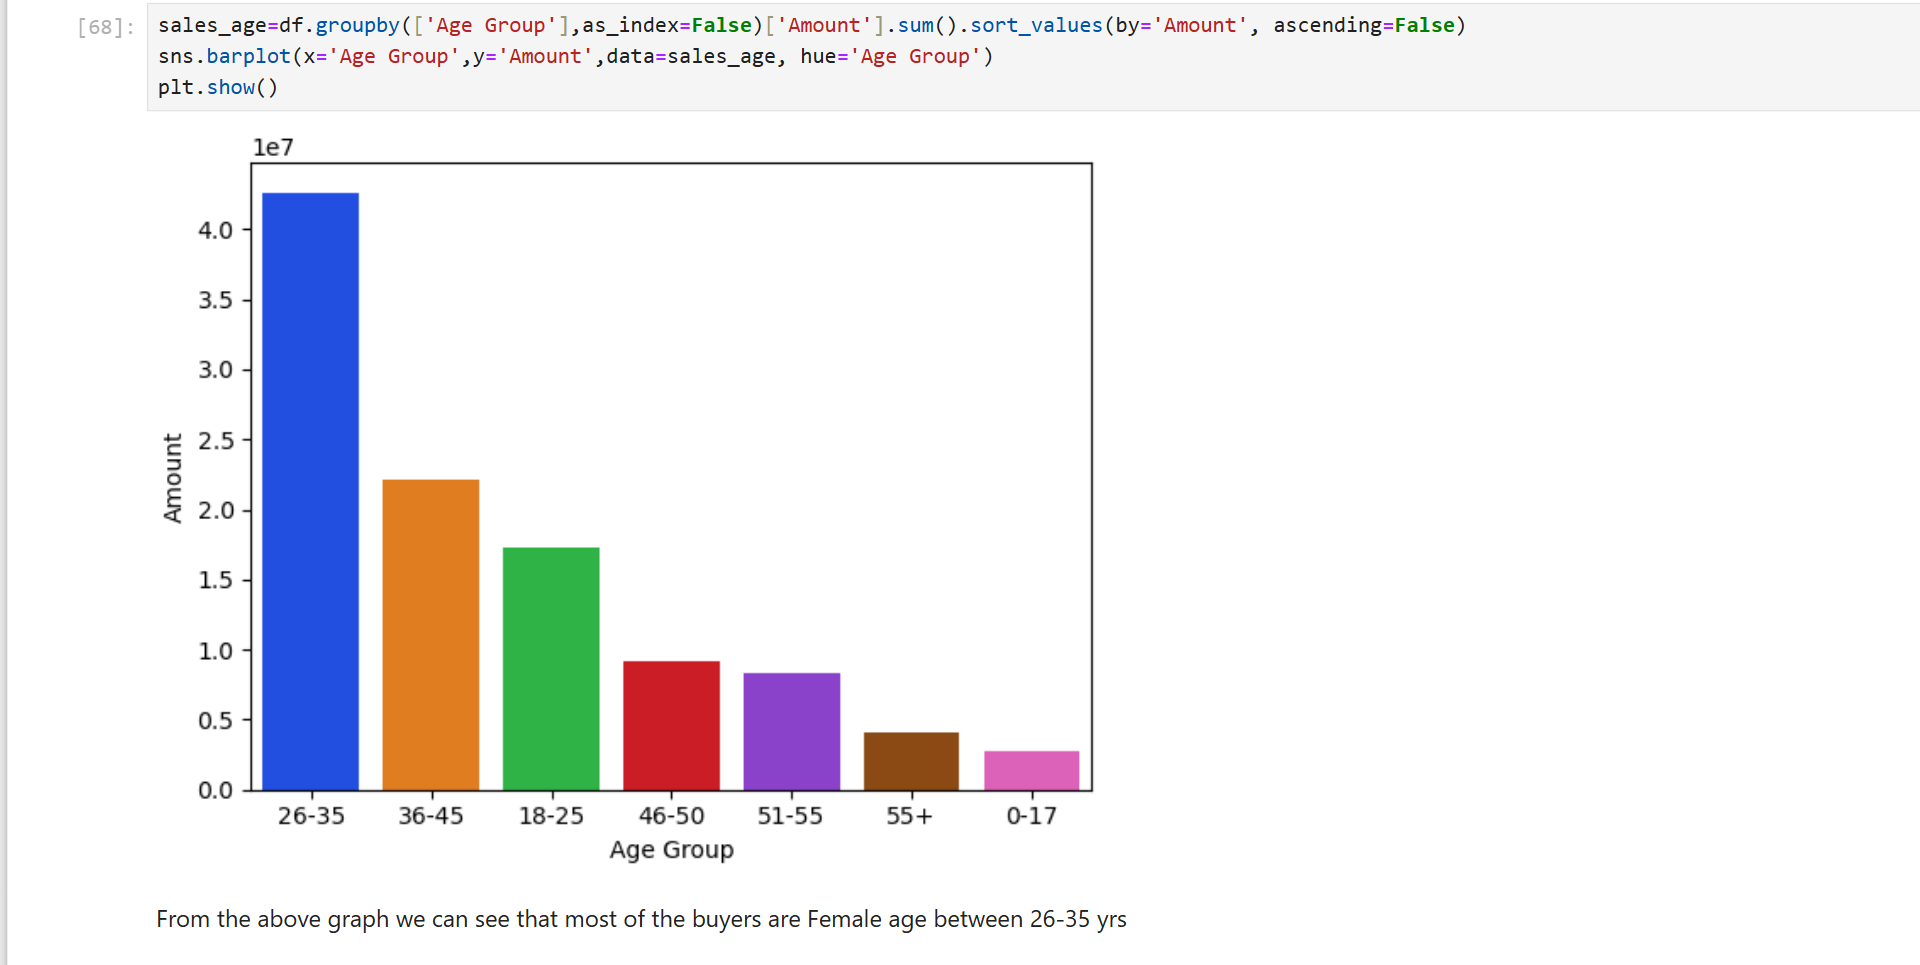 [68]:
sales_age=df.groupby(['Age Group'],as_index=False)['Amount'].sum().sort_values(by='Amount', ascending=False)
sns.barplot(x='Age Group',y='Amount',data=sales_age, hue='Age Group')
plt.show()
1e7
4.0
3.5
3.0
2.5
2.0
1.5
1.0
0.5
0.0
Amount
26-35 36-45 18-25 46-50 51-55 55+ 0-17
Age Group
From the above graph we can see that most of the buyers are Female age between 26-35 yrs